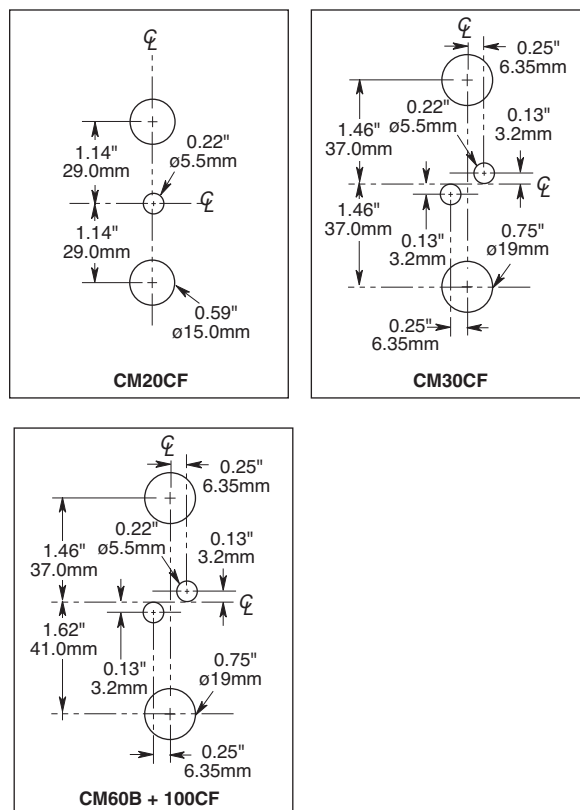 ℄
0.22"
ø5.5mm
1.14"
29.0mm
℄
1.14"
29.0mm
0.59"
ø15.0mm
CM20CF
℄
0.25"
6.35mm
0.22"
ø5.5mm
0.13"
3.2mm
1.46"
37.0mm
℄
1.46"
37.0mm
0.13"
3.2mm
0.75"
ø19mm
0.25"
6.35mm
CM30CF
℄
0.25"
6.35mm
0.22"
ø5.5mm
0.13"
3.2mm
1.46"
37.0mm
℄
1.62"
41.0mm
0.13"
3.2mm
0.75"
ø19mm
0.25"
6.35mm
CM60B + 100CF